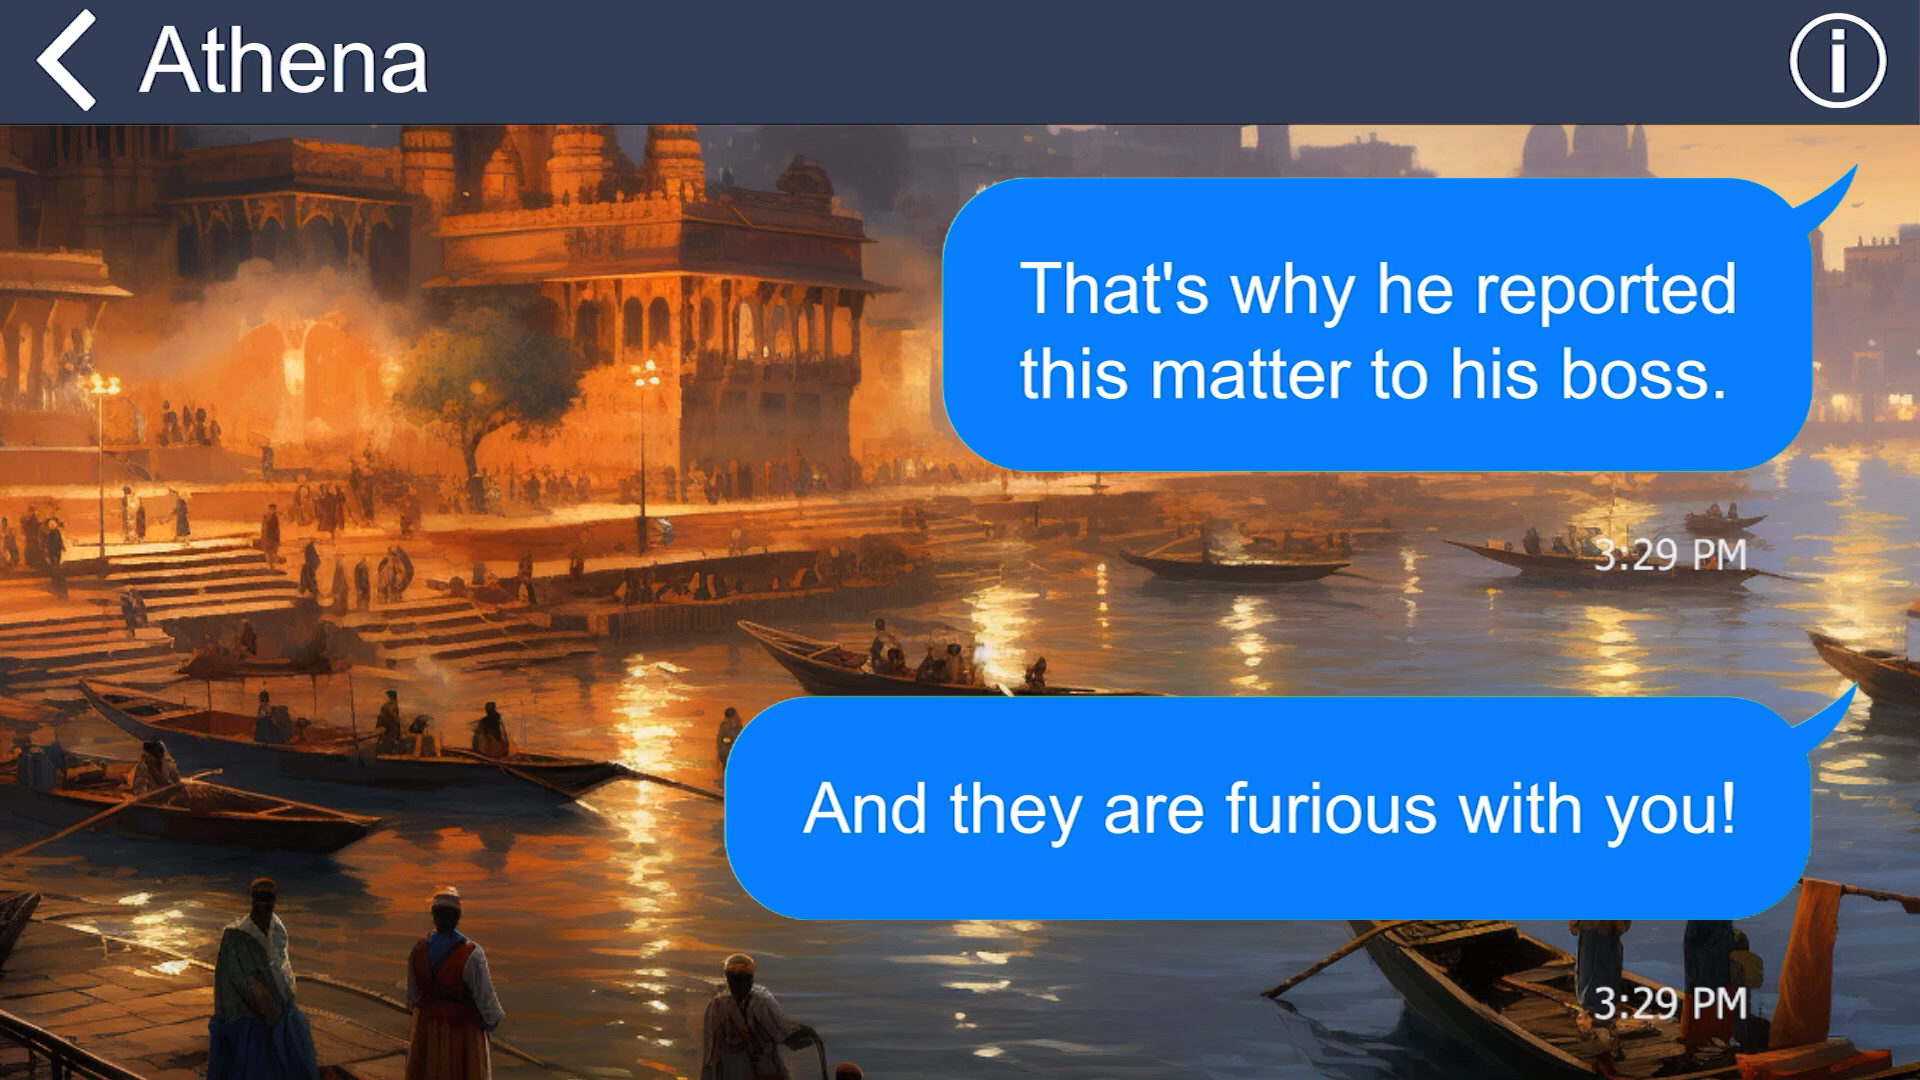 Athena
That's why he reported
this matter to his boss.
3:29 PM
And they are furious with you!
3:29 PM